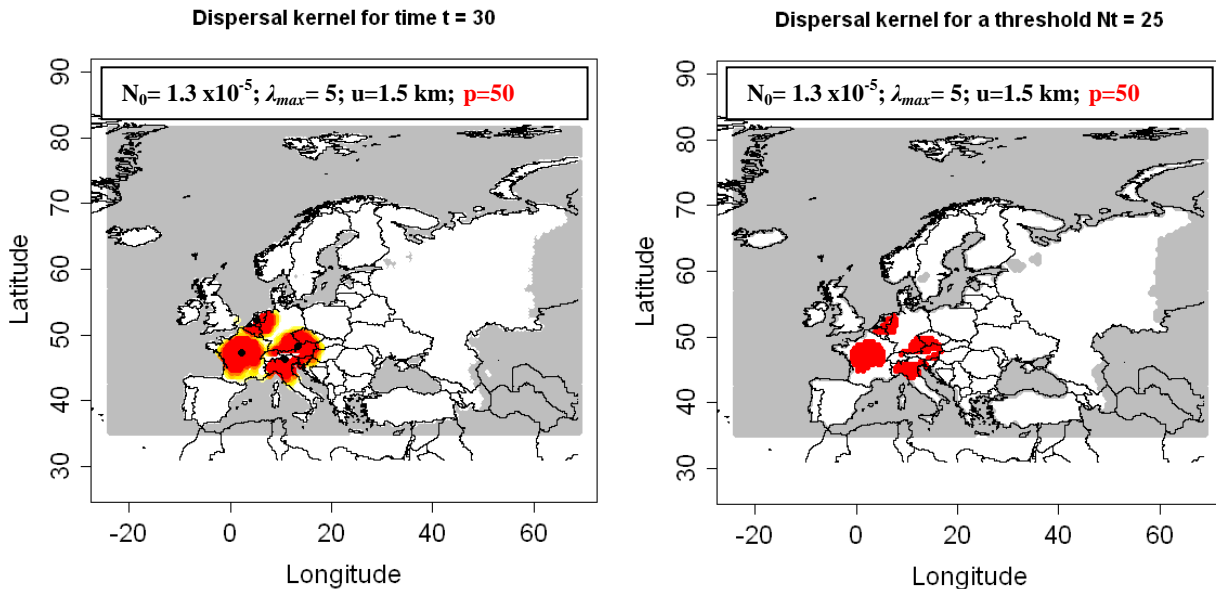 Dispersal kernel for time t = 30
N₀= 1.3 x10⁻⁵; λₘₐₓ= 5; u=1.5 km; p=50
90
80
70
60
50
40
30
Latitude
-20 0 20 40 60
Longitude
Dispersal kernel for a threshold Nt = 25
N₀= 1.3 x10⁻⁵; λₘₐₓ= 5; u=1.5 km; p=50
90
80
70
60
50
40
30
Latitude
-20 0 20 40 60
Longitude